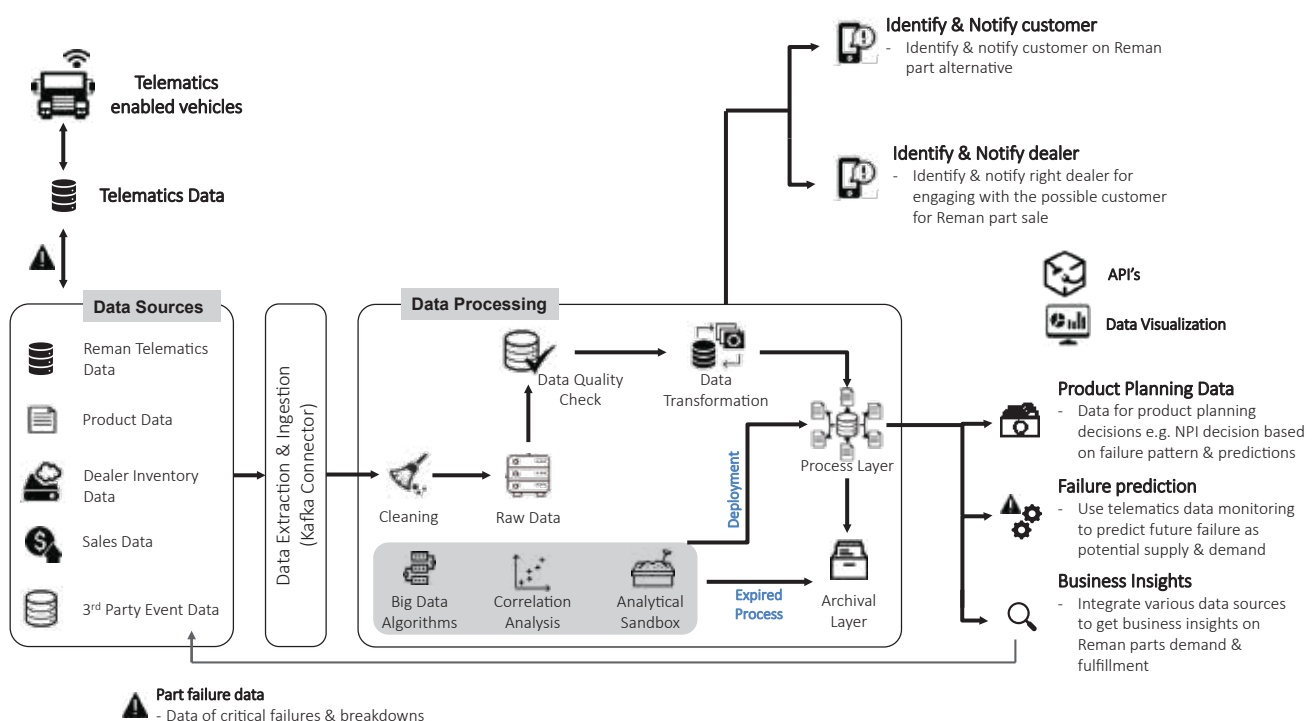 Identify & Notify customer
- Identify & notify customer on Reman
part alternative
Telematics
enabled vehicles
Identify & Notify dealer
- Identify & notify right dealer for
engaging with the possible customer
for Reman part sale
Telematics Data
API's
Data Visualization
Data Sources
Reman Telematics
Data
Product Data
Dealer Inventory
Data
Sales Data
3rd Party Event Data
Data Extraction & Ingestion
(Kafka Connector)
Data Processing
Data Quality
Check
Data
Transformation
Cleaning
Raw Data
Deployment
Process Layer
Big Data
Algorithms
Correlation
Analysis
Analytical
Sandbox
Expired
Process
Archival
Layer
Product Planning Data
- Data for product planning
decisions e.g. NPI decision based
on failure pattern & predictions
Failure prediction
- Use telematics data monitoring
to predict future failure as
potential supply & demand
Business Insights
- Integrate various data sources
to get business insights on
Reman parts demand &
fulfillment
Part failure data
- Data of critical failures & breakdowns